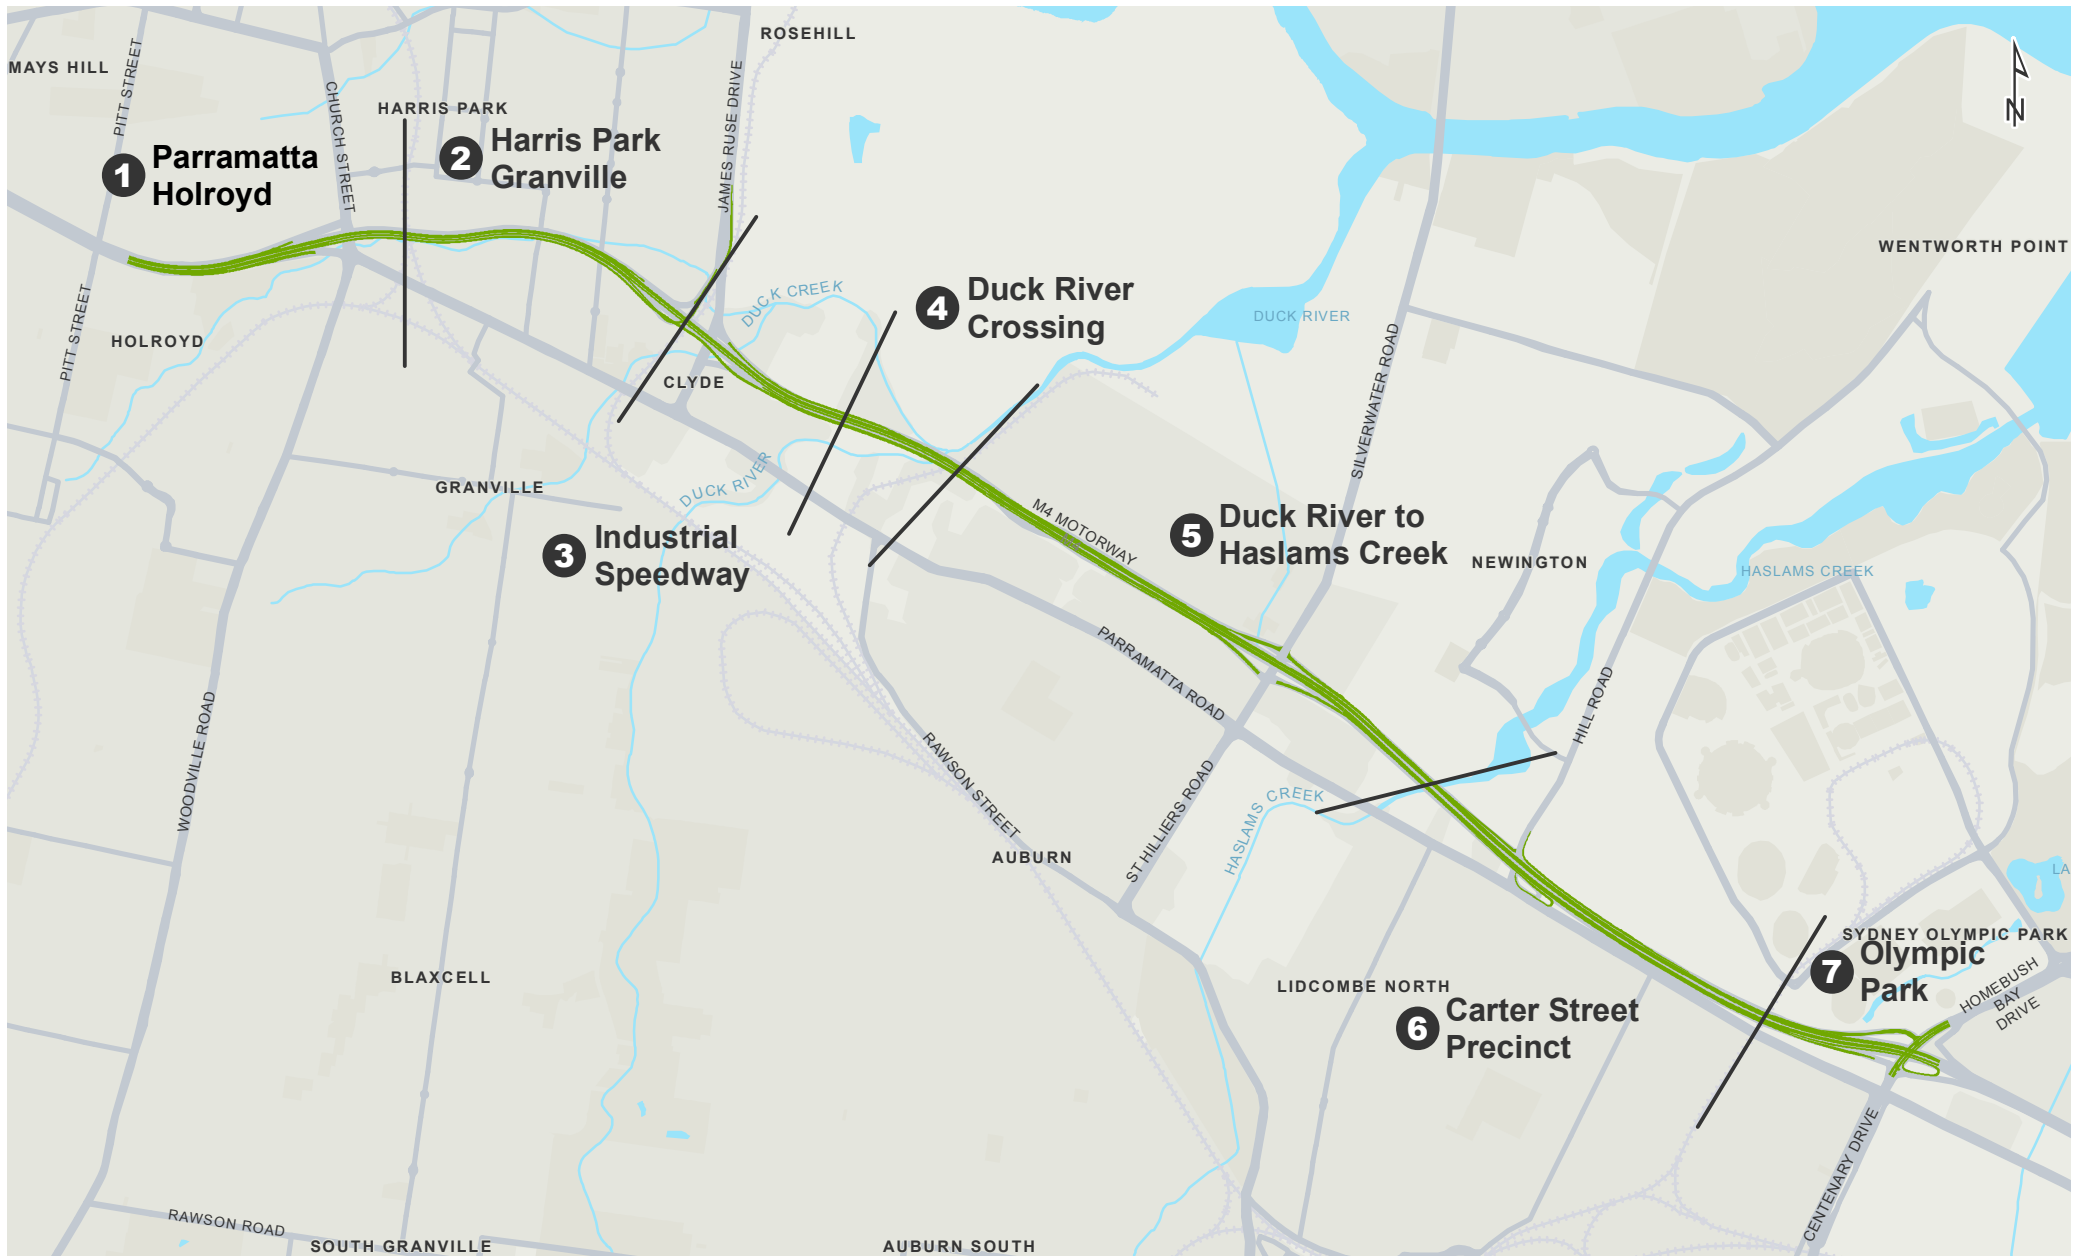 ROSEHILL
MAYS HILL
PITT STREET
CHURCH STREET
HARRIS PARK
JAMES RUSE DRIVE
N
1
Parramatta
Holroyd
2
Harris Park
Granville
WENTWORTH POINT
DUCK CREEK
4
Duck River
Crossing
DUCK RIVER
PITT STREET
HOLROYD
CLYDE
SILVERWATER ROAD
GRANVILLE
DUCK RIVER
M4 MOTORWAY
3
Industrial
Speedway
5
Duck River to
Haslams Creek
NEWINGTON
HASLAMS CREEK
PARRAMATTA ROAD
HILL ROAD
WOODVILLE ROAD
RAWSON STREET
ST HILLIERS ROAD
HASLAMS CREEK
AUBURN
LA
SYDNEY OLYMPIC PARK
7
Olympic
Park
HOMEBUSH
BAY
DRIVE
BLAXCELL
LIDCOMBE NORTH
6
Carter Street
Precinct
CENTENARY DRIVE
RAWSON ROAD
SOUTH GRANVILLE
AUBURN SOUTH